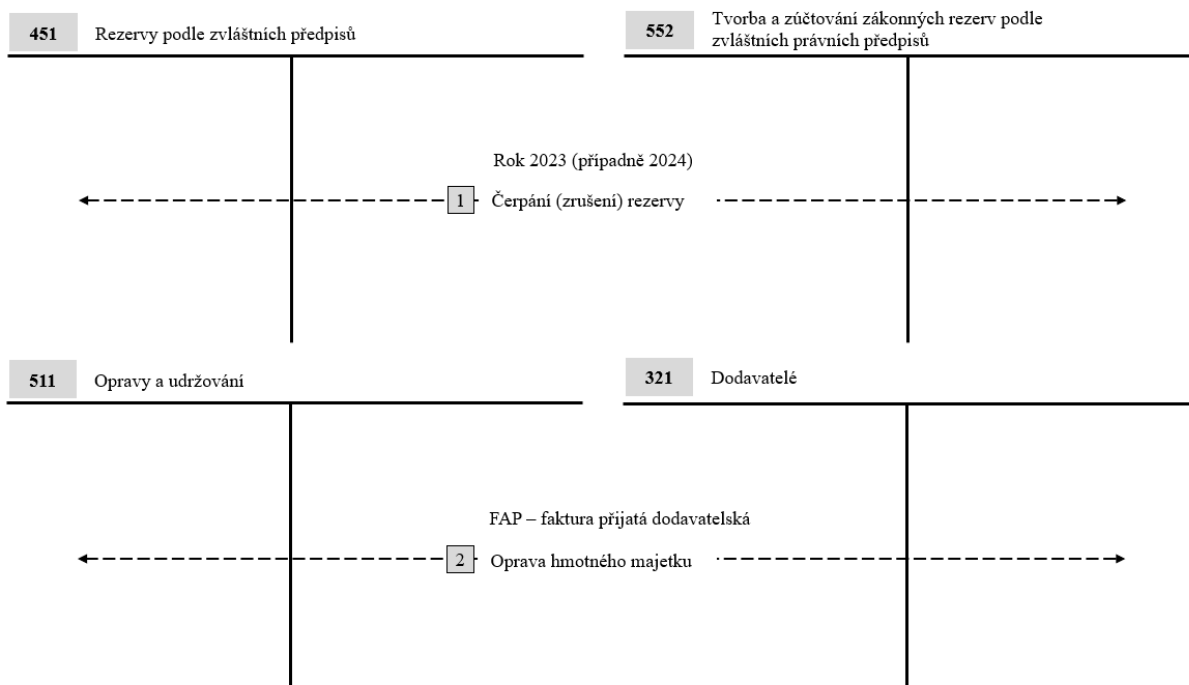 451 Rezervy podle zvláštních předpisů
552 Tvorba a zúčtování zákonných rezerv podle
zvláštních právních předpisů
Rok 2023 (případně 2024)
1 Čerpání (zrušení) rezervy
511 Opravy a udržování
321 Dodavatelé
FAP – faktura přijatá dodavatelská
2 Oprava hmotného majetku